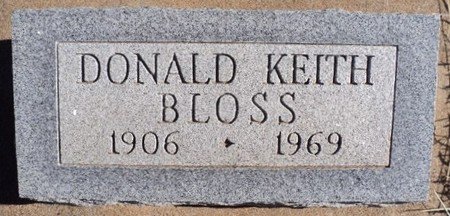 DONALD KEITH
BLOSS
1906 · 1969